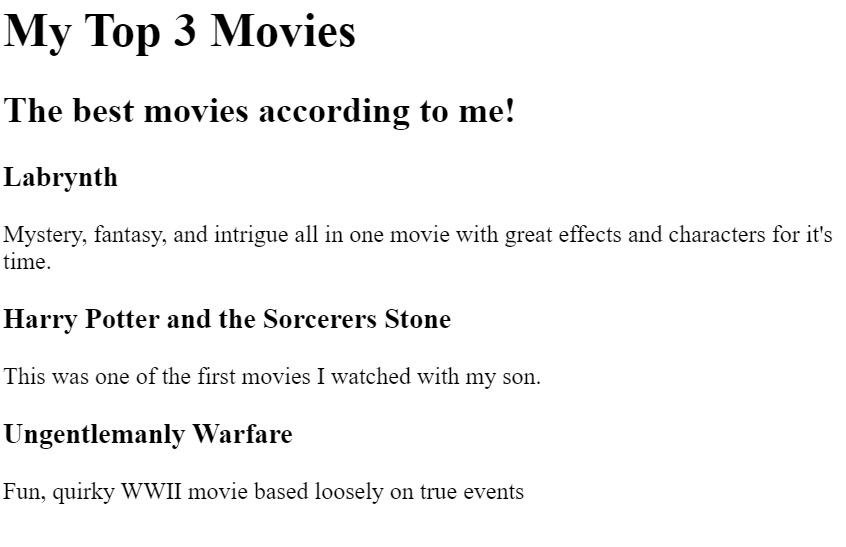 My Top 3 Movies
The best movies according to me!
Labrynth
Mystery, fantasy, and intrigue all in one movie with great effects and characters for it's
time.
Harry Potter and the Sorcerers Stone
This was one of the first movies I watched with my son.
Ungentlemanly Warfare
Fun, quirky WWII movie based loosely on true events